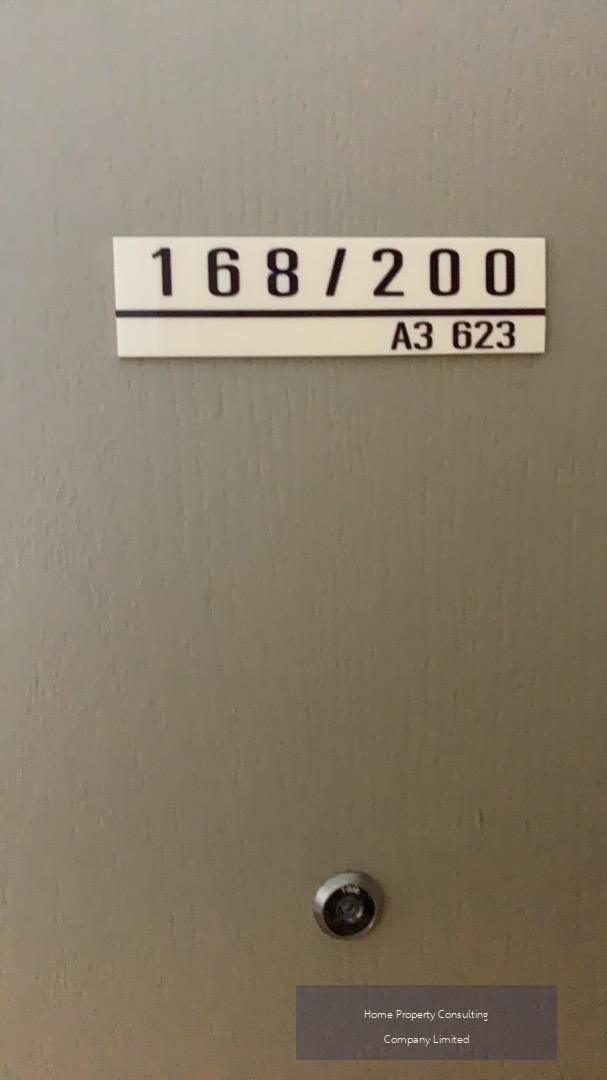 168/200
A3 623
Home Property Consulting
Company Limited